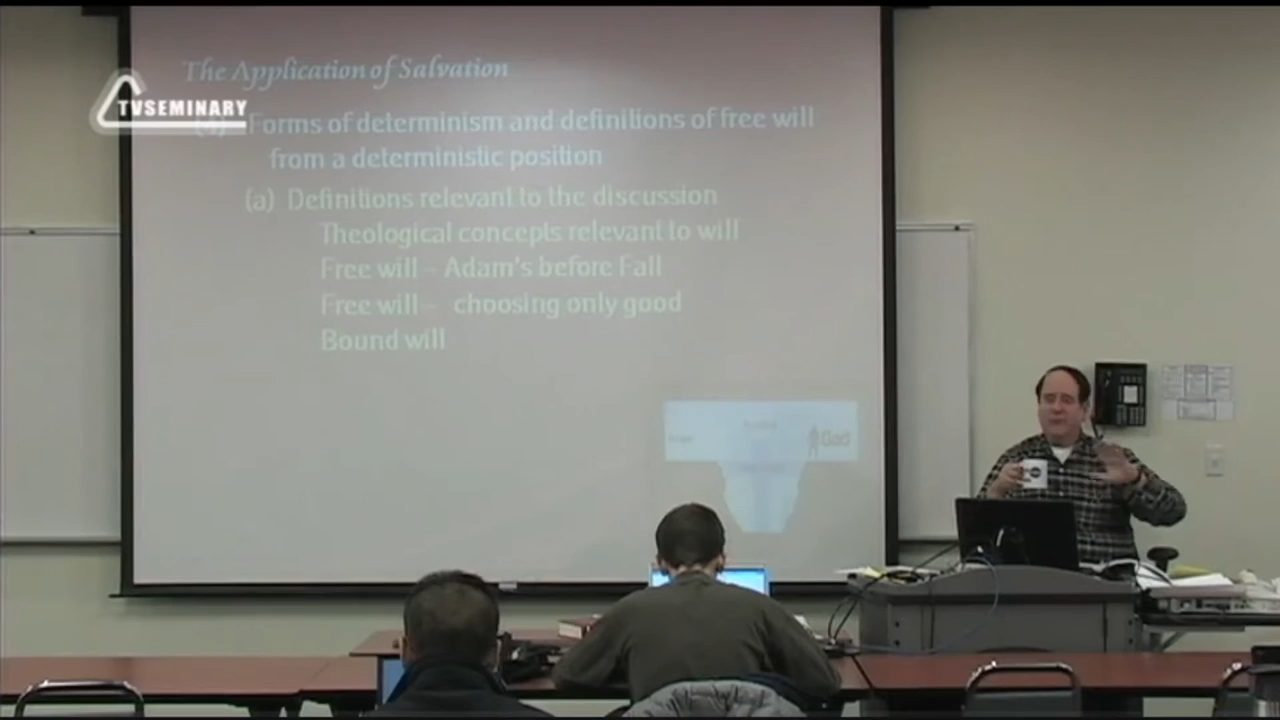 The Application of Salvation
TVSEMINARY
Forms of determinism and definitions of free will
from a deterministic position
(a) Definitions relevant to the discussion
Theological concepts relevant to will
Free will - Adam's before Fall
Free will - choosing only good
Bound will
God